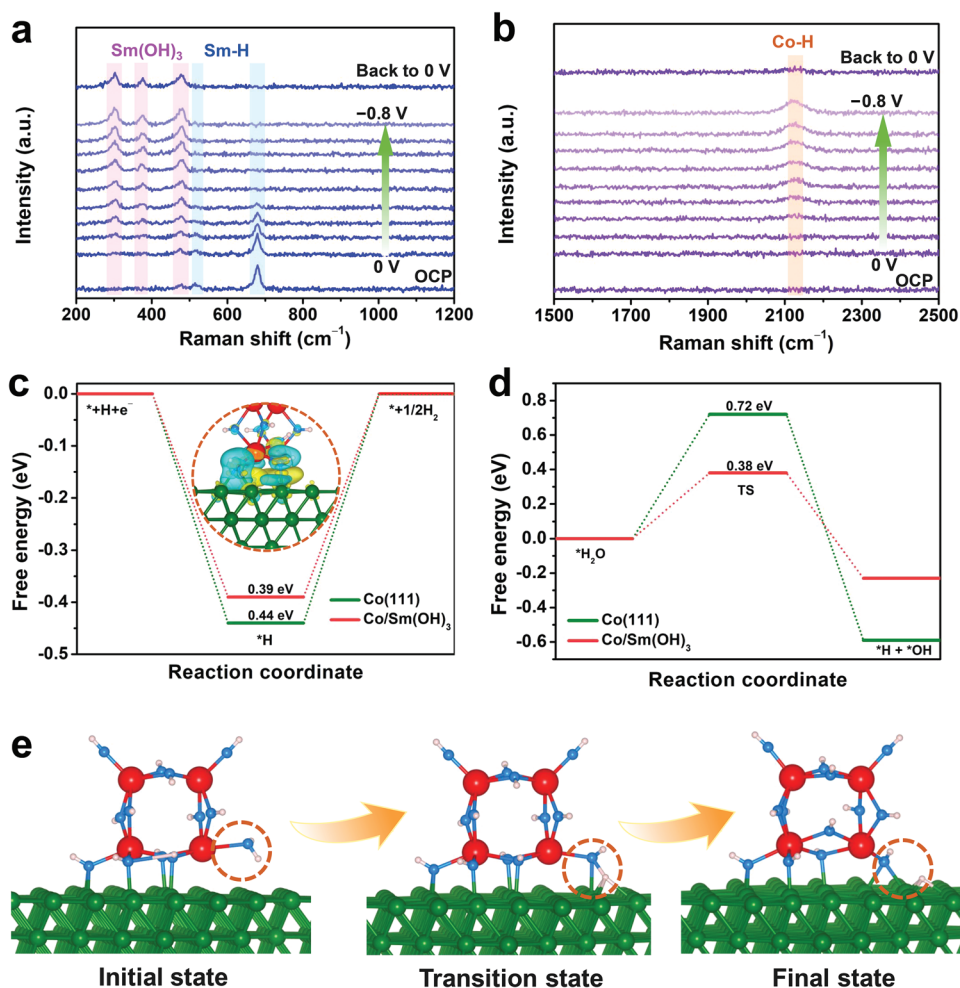 a
Sm(OH)₃ Sm-H
Back to 0 V
−0.8 V
0 V
OCP
Intensity (a.u.)
200 400 600 800 1000 1200
Raman shift (cm⁻¹)
b
Co-H
Back to 0 V
−0.8 V
0 V
OCP
Intensity (a.u.)
1500 1700 1900 2100 2300 2500
Raman shift (cm⁻¹)
c
0.0
-0.1
-0.2
-0.3
-0.4
-0.5
Free energy (eV)
*+H+e⁻
*+1/2H₂
0.39 eV
0.44 eV
*H
Co(111)
Co/Sm(OH)₃
Reaction coordinate
d
0.8
0.6
0.4
0.2
0.0
-0.2
-0.4
-0.6
Free energy (eV)
0.72 eV
0.38 eV
TS
*H₂O
Co(111)
Co/Sm(OH)₃
*H + *OH
Reaction coordinate
e
Initial state
Transition state
Final state